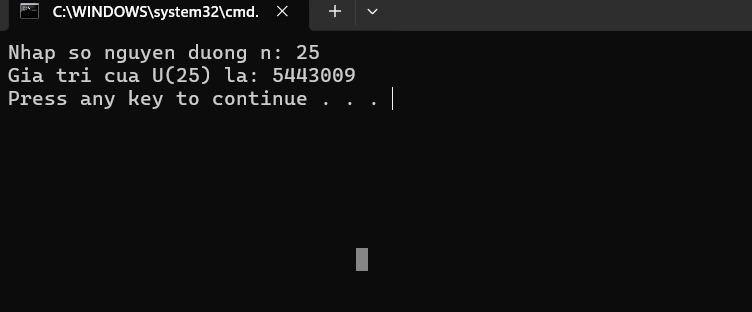 C:\WINDOWS\system32\cmd.
Nhap so nguyen duong n: 25
Gia tri cua U(25) la: 5443009
Press any key to continue . . .